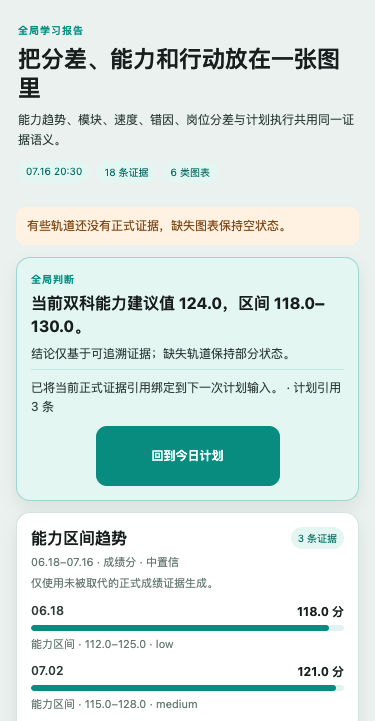 全局学习报告
把分差、能力和行动放在一张图
里
能力趋势、模块、速度、错因、岗位分差与计划执行共用同一证
据语义。
07.16 20:30
18 条证据
6 类图表
有些轨道还没有正式证据，缺失图表保持空状态。
全局判断
当前双科能力建议值 124.0，区间 118.0–
130.0。
结论仅基于可追溯证据；缺失轨道保持部分状态。
已将当前正式证据引用绑定到下一次计划输入。 · 计划引用
3 条
回到今日计划
能力区间趋势
3 条证据
06.18–07.16 · 成绩分 · 中置信
仅使用未被取代的正式成绩证据生成。
06.18
118.0 分
能力区间 · 112.0–125.0 · low
07.02
121.0 分
能力区间 · 115.0–128.0 · medium